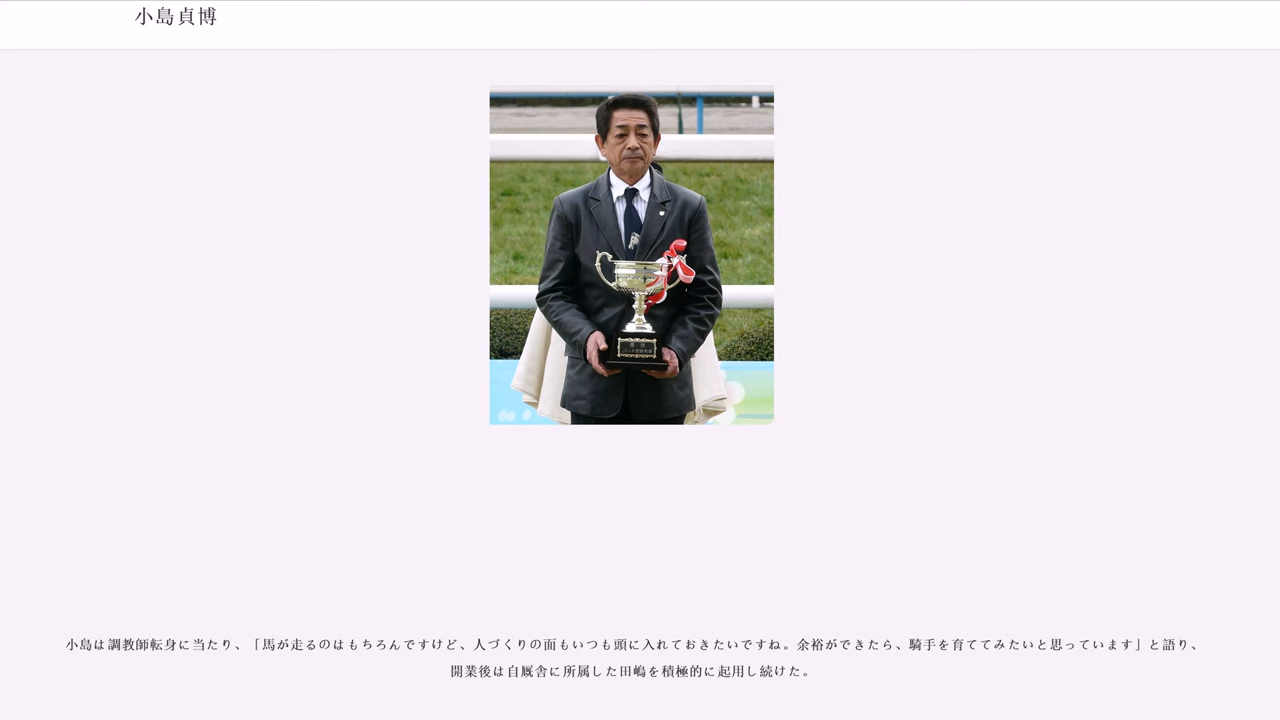 小島貞博
小島は調教師転身に当たり、「馬が走るのはもちろんですけど、人づくりの面もいつも頭に入れておきたいですね。余裕ができたら、騎手を育ててみたいと思っています」と語り、
開業後は自厩舎に所属した田嶋を積極的に起用し続けた。